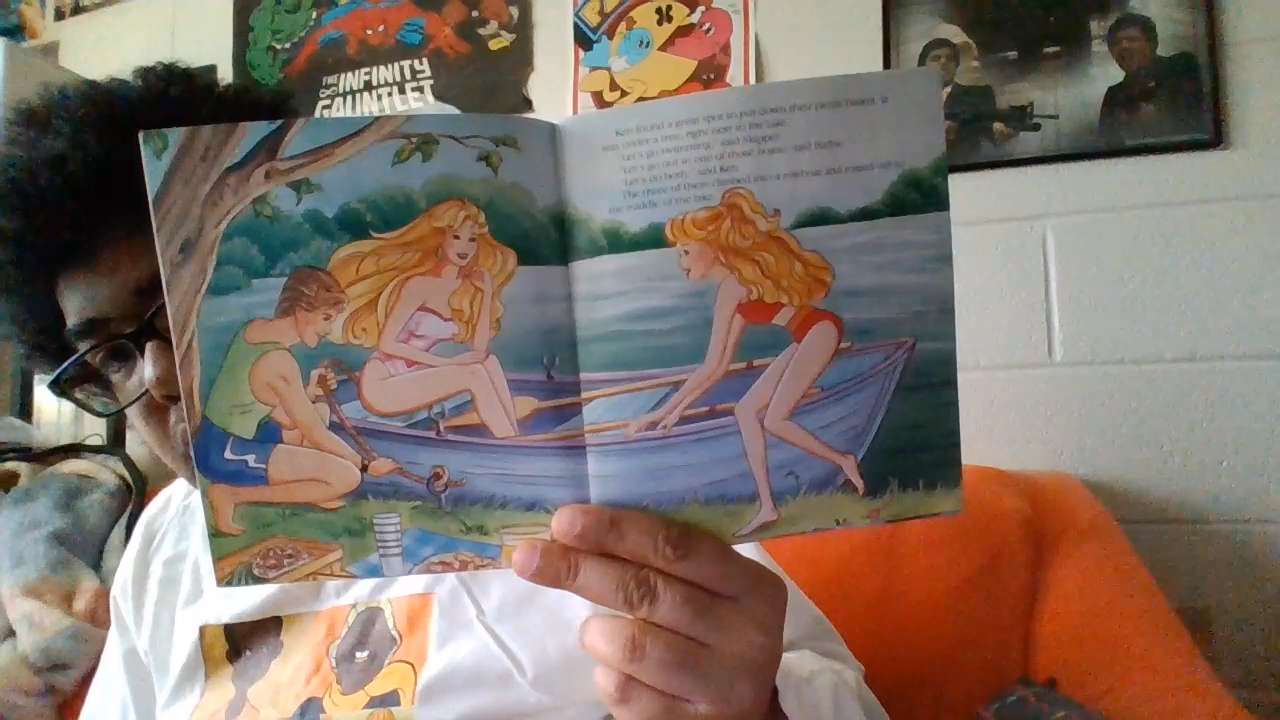 THE INFINITY
GAUNTLET
Ken found a great spot to put down their picnic basket. It
was under a tree, right next to the lake.
"Let's go swimming," said Skipper.
"Let's go out in one of those boats," said Barbie.
"Let's do both," said Ken.
The three of them climbed into a rowboat and rowed out to
the middle of the lake.